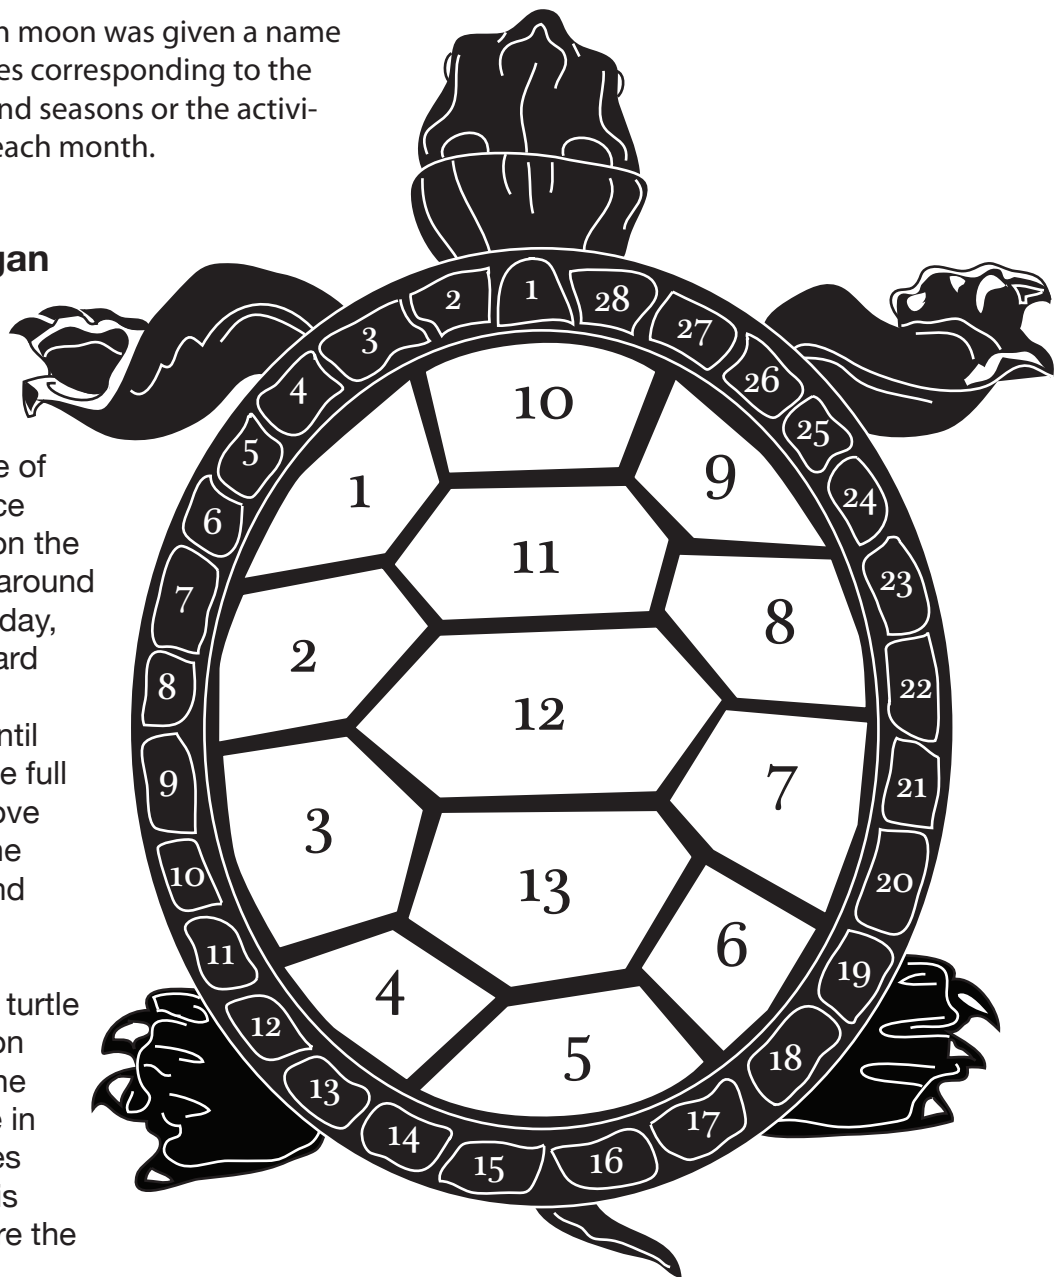 n moon was given a name
es corresponding to the
nd seasons or the activi-
each month.
gan
e of
ce
on the
around
day,
ard
ntil
e full
ove
ne
nd
turtle
on
he
e in
es
is
re the
1
2
3
4
5
6
7
8
9
10
11
12
13
14
15
16
17
18
19
20
21
22
23
24
25
26
27
28
1
2
3
4
5
6
7
8
9
10
11
12
13